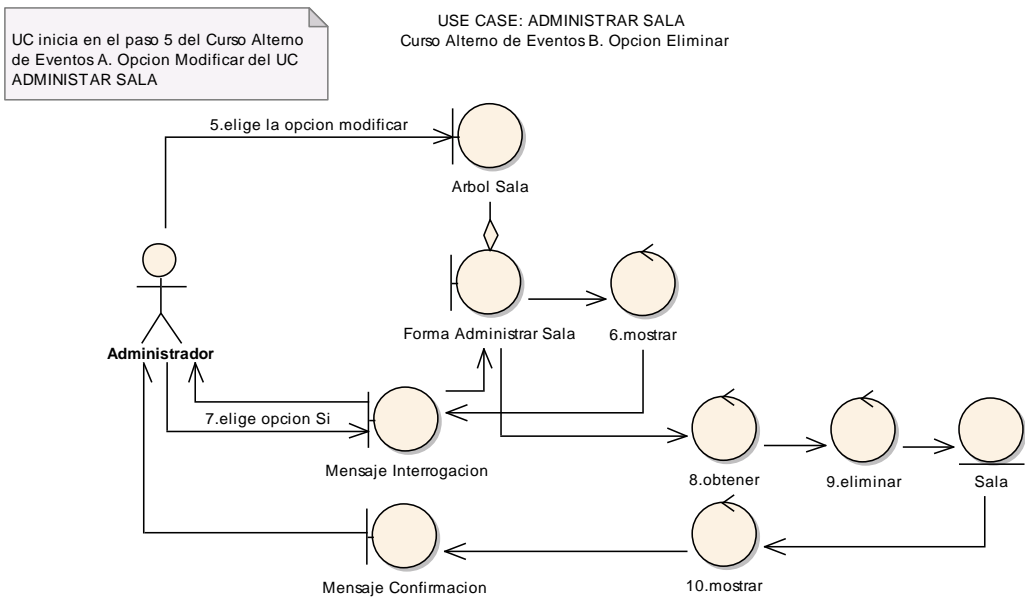 UC inicia en el paso 5 del Curso Alterno
de Eventos A. Opcion Modificar del UC
ADMINISTAR SALA
USE CASE: ADMINISTRAR SALA
Curso Alterno de Eventos B. Opcion Eliminar
5.elige la opcion modificar
Arbol Sala
Forma Administrar Sala
6.mostrar
Administrador
7.elige opcion Si
Mensaje Interrogacion
8.obtener
9.eliminar
Sala
Mensaje Confirmacion
10.mostrar